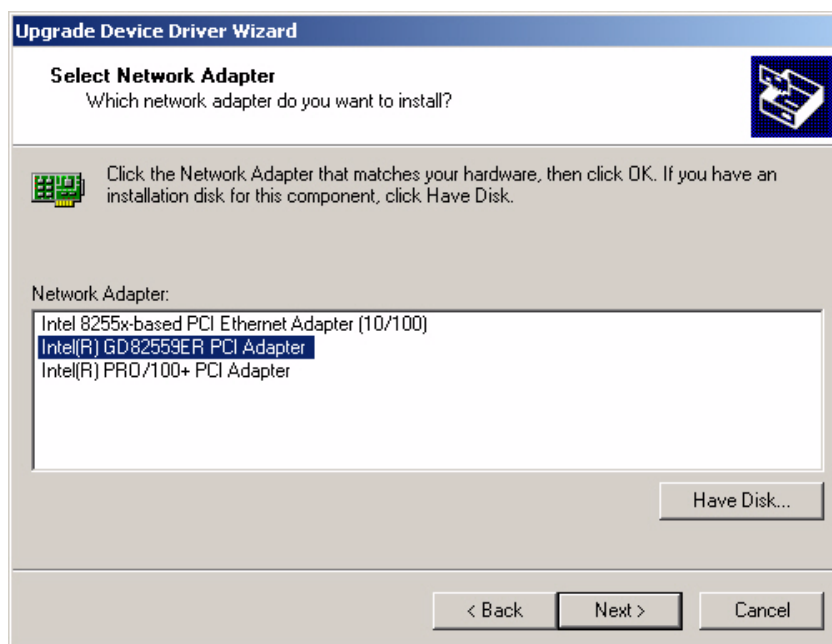 Upgrade Device Driver Wizard
Select Network Adapter
Which network adapter do you want to install?
Click the Network Adapter that matches your hardware, then click OK. If you have an
installation disk for this component, click Have Disk.
Network Adapter:
Intel 8255x-based PCI Ethernet Adapter (10/100)
Intel(R) GD82559ER PCI Adapter
Intel(R) PRO/100+ PCI Adapter
Have Disk...
< Back
Next >
Cancel